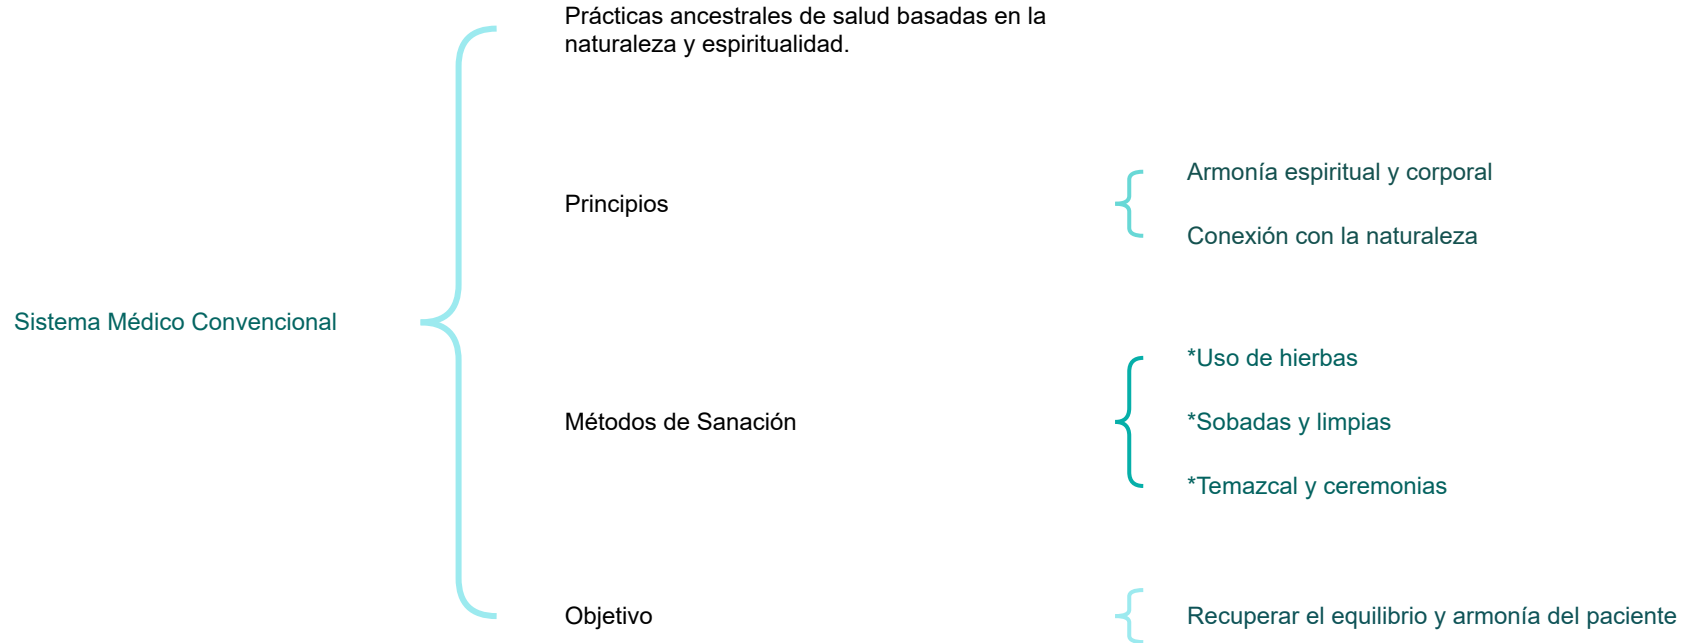 Sistema Médico Convencional
Prácticas ancestrales de salud basadas en la
naturaleza y espiritualidad.
Principios
Armonía espiritual y corporal
Conexión con la naturaleza
Métodos de Sanación
*Uso de hierbas
*Sobadas y limpias
*Temazcal y ceremonias
Objetivo
Recuperar el equilibrio y armonía del paciente